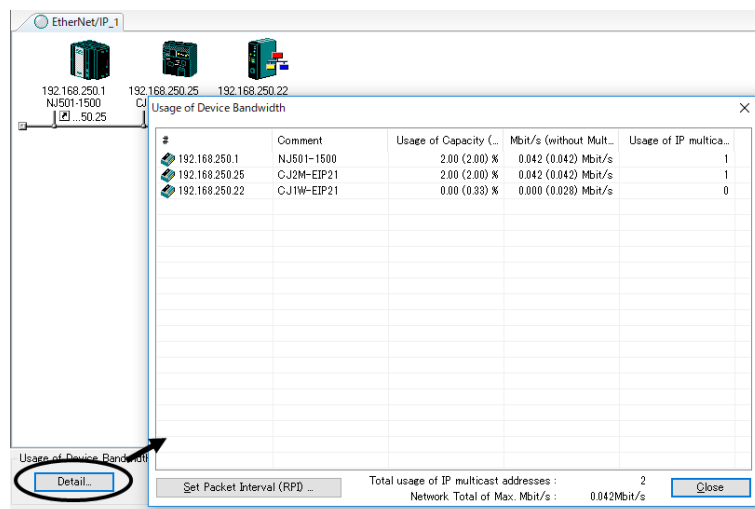 EtherNet/IP_1
192.168.250.1 192.168.250.25 192.168.250.22
NJ501-1500 CJ
...50.25
Usage of Device Bandwidth
# Comment Usage of Capacity (... Mbit/s (without Mult... Usage of IP multica...
192.168.250.1 NJ501-1500 2.00 (2.00) % 0.042 (0.042) Mbit/s 1
192.168.250.25 CJ2M-EIP21 2.00 (2.00) % 0.042 (0.042) Mbit/s 1
192.168.250.22 CJ1W-EIP21 0.00 (0.33) % 0.000 (0.028) Mbit/s 0
Usage of Device Bandwidth
Detail...
Set Packet Interval (RPI) ...
Total usage of IP multicast addresses : 2
Network Total of Max. Mbit/s : 0.042Mbit/s
Close